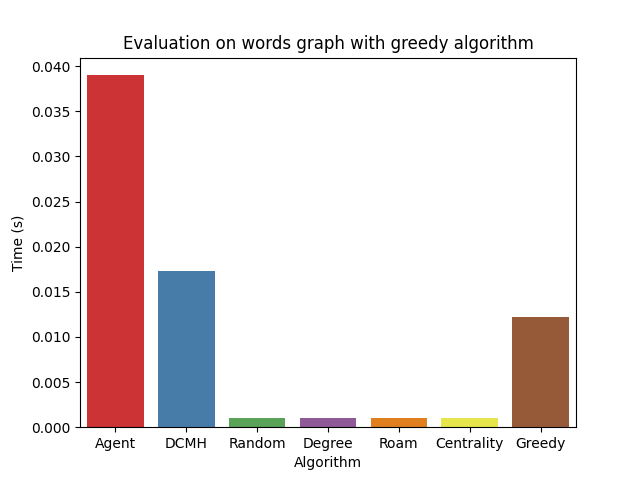 Evaluation on words graph with greedy algorithm
0.040
0.035
0.030
0.025
0.020
0.015
0.010
0.005
0.000
Time (s)
Agent DCMH Random Degree Roam Centrality Greedy
Algorithm